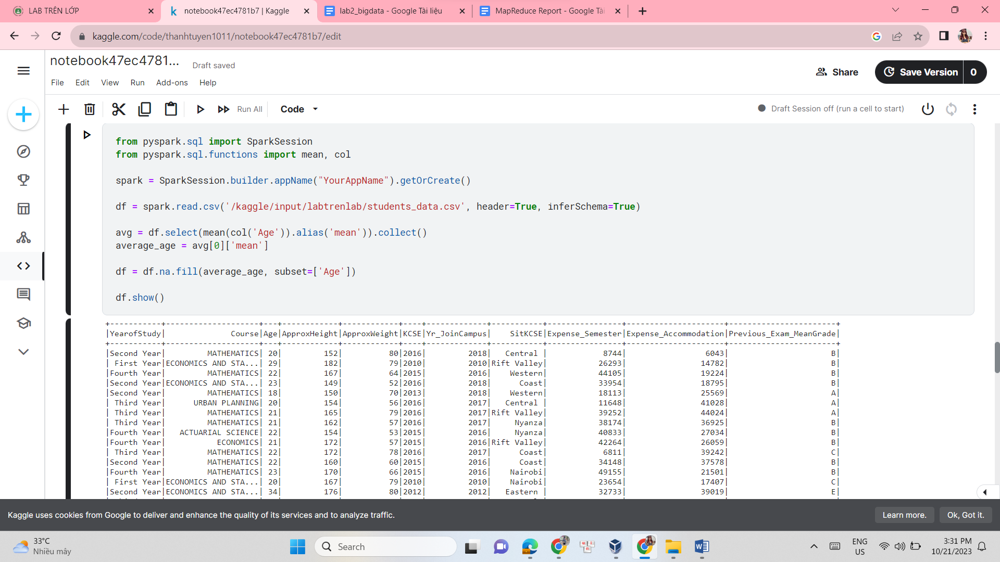 LAB TRÊN LỚP
notebook47ec4781b7 | Kaggle
lab2_bigdata - Google Tài liệu
MapReduce Report - Google Tài
kaggle.com/code/thanhtuyen1011/notebook47ec4781b7/edit
notebook47ec4781...
Draft saved
File Edit View Run Add-ons Help
Share
Save Version 0
Run All Code
Draft Session off (run a cell to start)
from pyspark.sql import SparkSession
from pyspark.sql.functions import mean, col
spark = SparkSession.builder.appName("YourAppName").getOrCreate()
df = spark.read.csv('/kaggle/input/labtrenlab/students_data.csv', header=True, inferSchema=True)
avg = df.select(mean(col('Age')).alias('mean')).collect()
average_age = avg[0]['mean']
df = df.na.fill(average_age, subset=['Age'])
df.show()
+-----------+--------------------+---+------------+------------+----+-------------+-----------+----------------+---------------------+-----------------------+
|YearofStudy|              Course|Age|ApproxHeight|ApproxWeight|KCSE|Yr_JoinCampus|    SitKCSE|Expense_Semester|Expense_Accommodation|Previous_Exam_MeanGrade|
+-----------+--------------------+---+------------+------------+----+-------------+-----------+----------------+---------------------+-----------------------+
|Second Year|         MATHEMATICS| 20|         152|          80|2016|         2018|   Central |            8744|                 6043|                      B|
| First Year|ECONOMICS AND STA...| 29|         182|          79|2010|         2010|Rift Valley|           26293|                14782|                      B|
|Fourth Year|         MATHEMATICS| 22|         167|          64|2015|         2016|    Western|           44105|                19224|                      B|
|Second Year|ECONOMICS AND STA...| 23|         149|          52|2016|         2018|      Coast|           33954|                18795|                      B|
|Second Year|         MATHEMATICS| 18|         150|          70|2013|         2018|    Western|           18113|                25569|                      A|
| Third Year|      URBAN PLANNING| 20|         154|          56|2016|         2017|   Central |           11648|                41028|                      A|
| Third Year|         MATHEMATICS| 21|         165|          79|2016|         2017|Rift Valley|           39252|                44024|                      A|
| Third Year|         MATHEMATICS| 21|         162|          57|2016|         2017|     Nyanza|           38174|                36925|                      B|
|Fourth Year|   ACTUARIAL SCIENCE| 22|         154|          53|2015|         2016|     Nyanza|           40833|                27034|                      B|
|Fourth Year|           ECONOMICS| 21|         172|          57|2015|         2016|Rift Valley|           42264|                26059|                      B|
| Third Year|         MATHEMATICS| 22|         172|          78|2016|         2017|      Coast|            6811|                39242|                      C|
|Second Year|         MATHEMATICS| 22|         160|          60|2015|         2016|      Coast|           34148|                37578|                      B|
|Fourth Year|         MATHEMATICS| 23|         170|          66|2015|         2016|    Nairobi|           49155|                21501|                      B|
| First Year|ECONOMICS AND STA...| 20|         167|          79|2010|         2010|    Nairobi|           23654|                17407|                      C|
|Second Year|ECONOMICS AND STA...| 34|         176|          80|2012|         2012|   Eastern |           32733|                39019|                      E|
Kaggle uses cookies from Google to deliver and enhance the quality of its services and to analyze traffic.
Learn more.
Ok, Got it.
33°C
Nhiều mây
Search
ENG
US
3:31 PM
10/21/2023